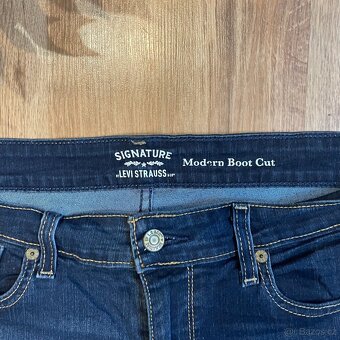 SIGNATURE
LEVI STRAUSS
Modern Boot Cut